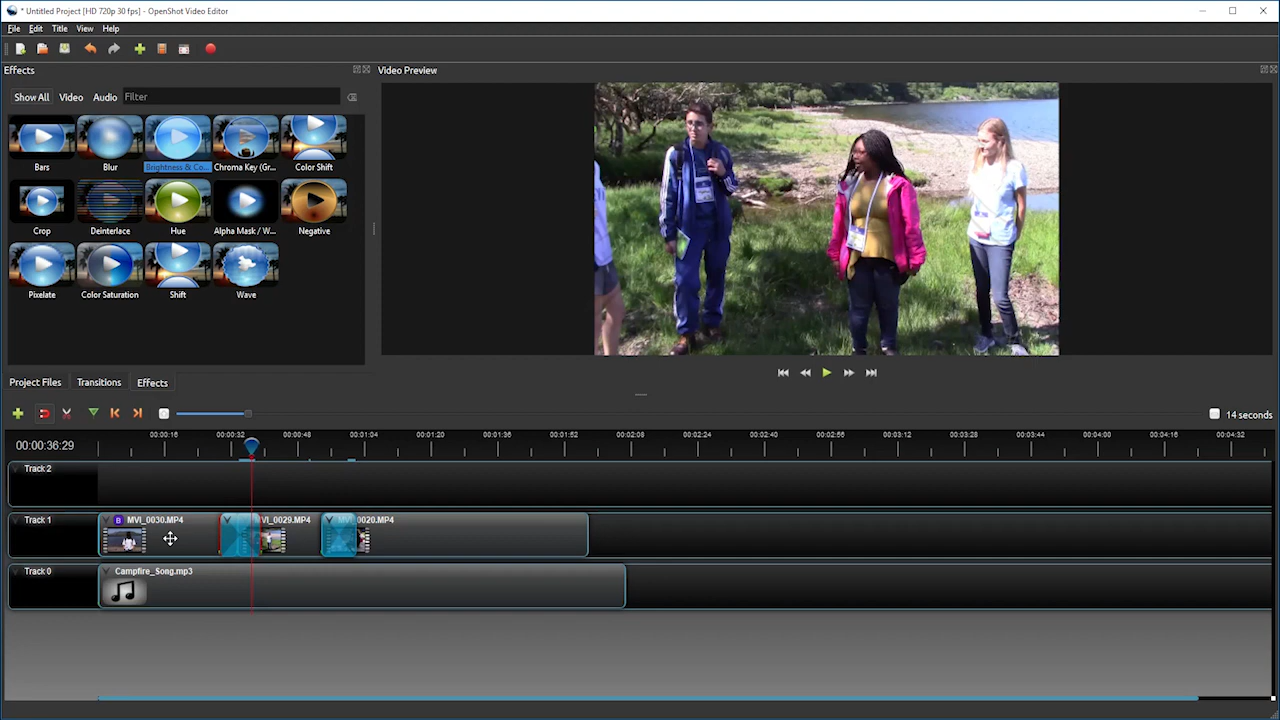 * Untitled Project [HD 720p 30 fps] - OpenShot Video Editor
File Edit Title View Help
Effects
Video Preview
Show All Video Audio Filter
Bars Blur Brightness & Co... Chroma Key (Gr... Color Shift
Crop Deinterlace Hue Alpha Mask / W... Negative
Pixelate Color Saturation Shift Wave
Project Files Transitions Effects
14 seconds
00:00:36:29
00:00:16 00:00:32 00:00:48 00:01:04 00:01:20 00:01:36 00:01:52 00:02:08 00:02:24 00:02:40 00:02:56 00:03:12 00:03:28 00:03:44 00:04:00 00:04:16 00:04:32
Track 2
Track 1
B MVI_0030.MP4
VI_0029.MP4
MVI_0020.MP4
Track 0
Campfire_Song.mp3